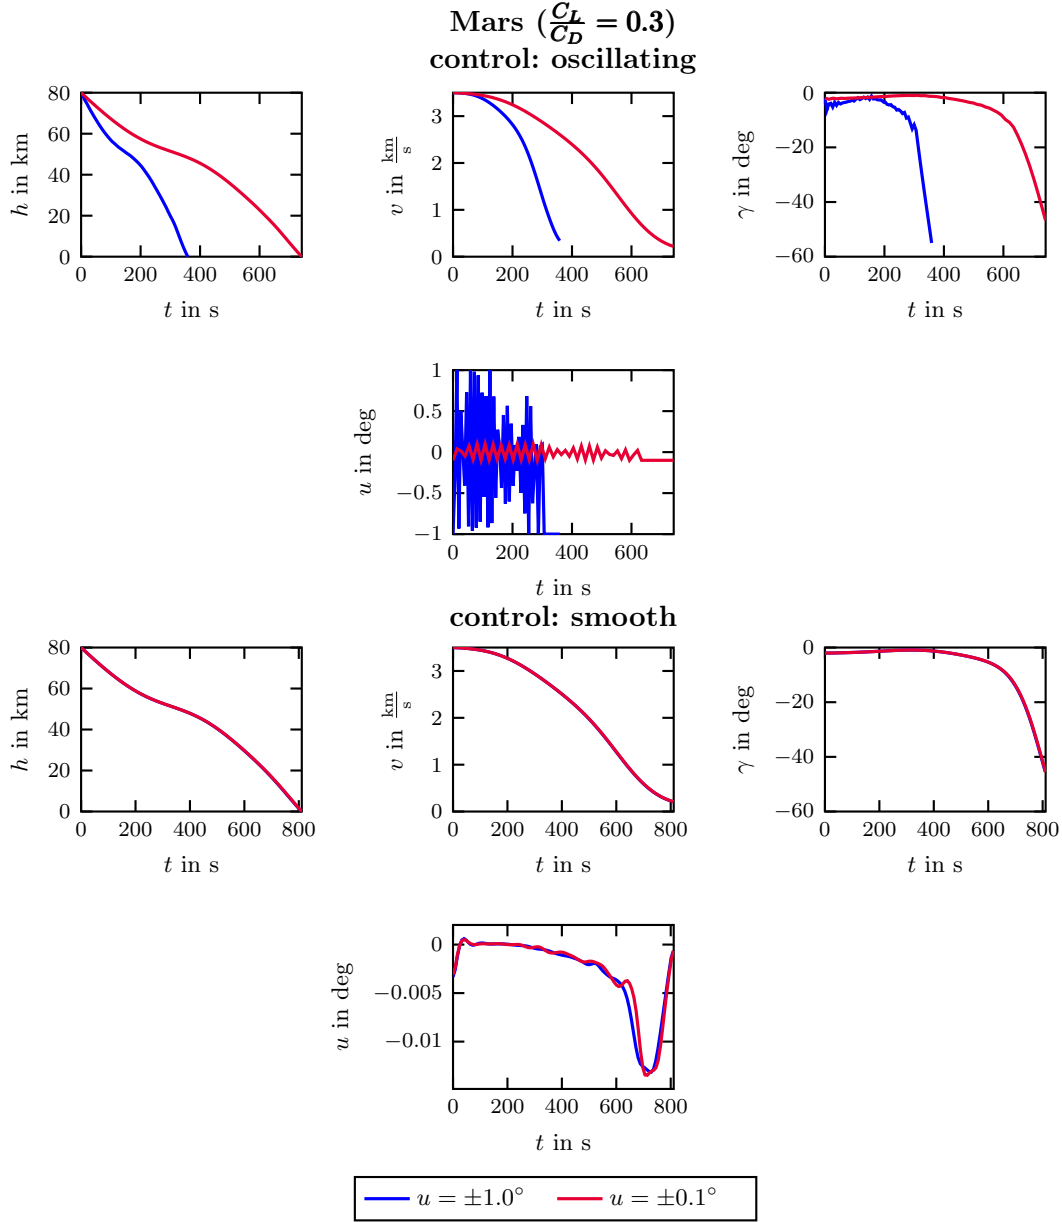 Mars (C_L/C_D = 0.3)
control: oscillating
80
60
40
20
0
0 200 400 600
h in km
t in s
3
2
1
0
0 200 400 600
v in km/s
t in s
0
−20
−40
−60
0 200 400 600
γ in deg
t in s
1
0.5
0
−0.5
−1
0 200 400 600
u in deg
t in s
control: smooth
80
60
40
20
0
0 200 400 600 800
h in km
t in s
3
2
1
0
0 200 400 600 800
v in km/s
t in s
0
−20
−40
−60
0 200 400 600 800
γ in deg
t in s
0
−0.005
−0.01
0 200 400 600 800
u in deg
t in s
u = ±1.0° u = ±0.1°